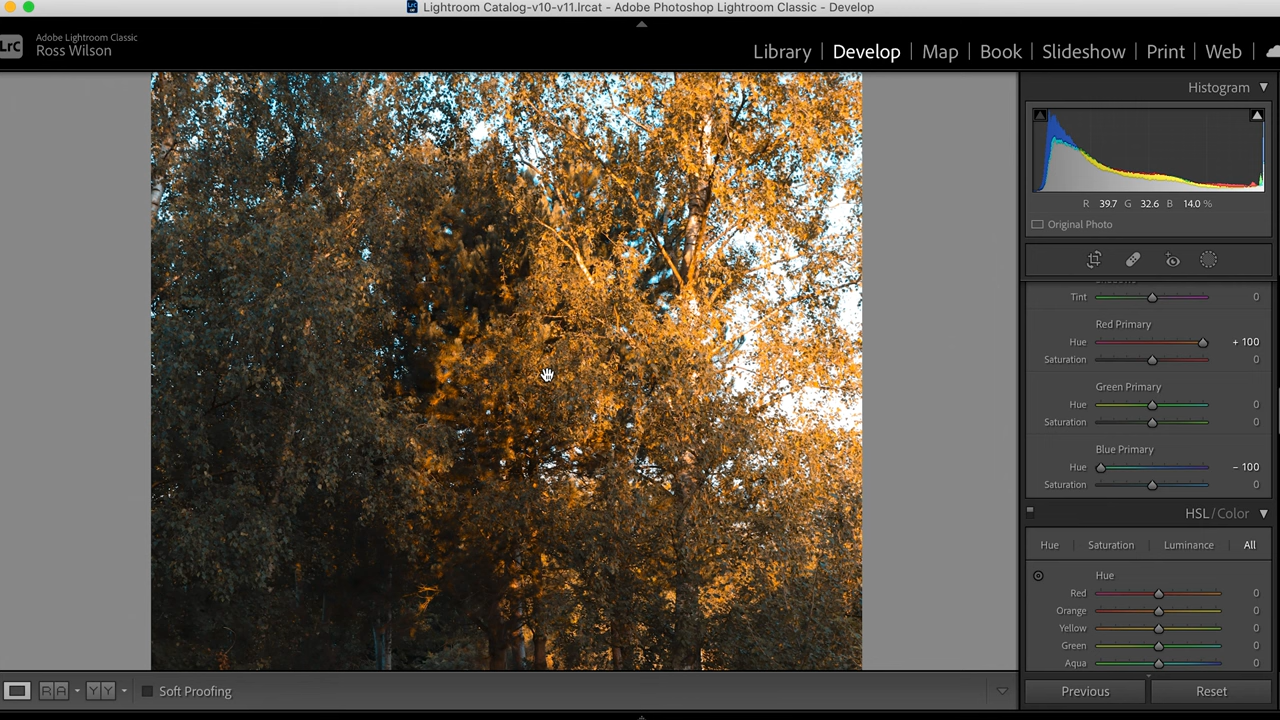 Lightroom Catalog-v10-v11.lrcat - Adobe Photoshop Lightroom Classic - Develop
LrC
Adobe Lightroom Classic
Ross Wilson
Library | Develop | Map | Book | Slideshow | Print | Web
Histogram
R 39.7 G 32.6 B 14.0 %
Original Photo
Tint 0
Red Primary
Hue + 100
Saturation 0
Green Primary
Hue 0
Saturation 0
Blue Primary
Hue – 100
Saturation 0
HSL / Color
Hue Saturation Luminance All
Hue
Red 0
Orange 0
Yellow 0
Green 0
Aqua 0
R A Y Y Soft Proofing
Previous Reset